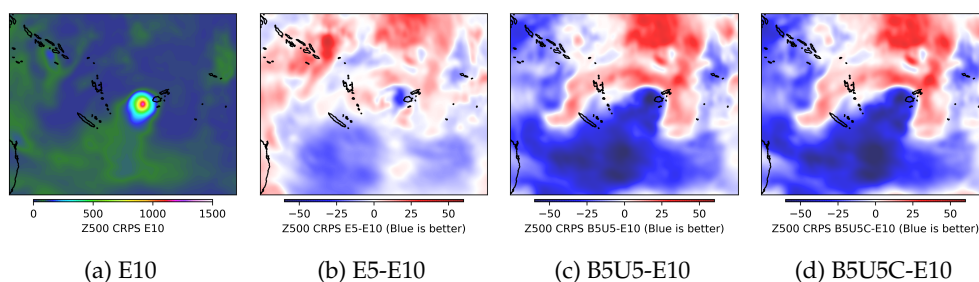 0 500 1000 1500
Z500 CRPS E10
−50 −25 0 25 50
Z500 CRPS E5-E10 (Blue is better)
−50 −25 0 25 50
Z500 CRPS B5U5-E10 (Blue is better)
−50 −25 0 25 50
Z500 CRPS B5U5C-E10 (Blue is better)
(a) E10
(b) E5-E10
(c) B5U5-E10
(d) B5U5C-E10